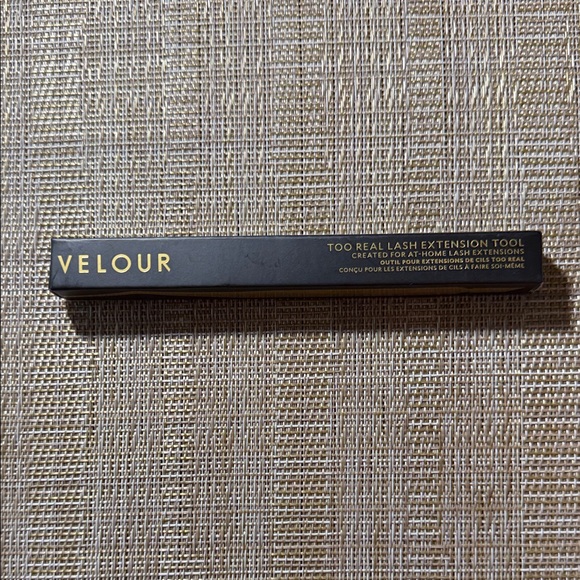 VELOUR
TOO REAL LASH EXTENSION TOOL
CREATED FOR AT-HOME LASH EXTENSIONS
OUTIL POUR EXTENSIONS DE CILS TOO REAL
CONÇU POUR LES EXTENSIONS DE CILS À FAIRE SOI-MÊME